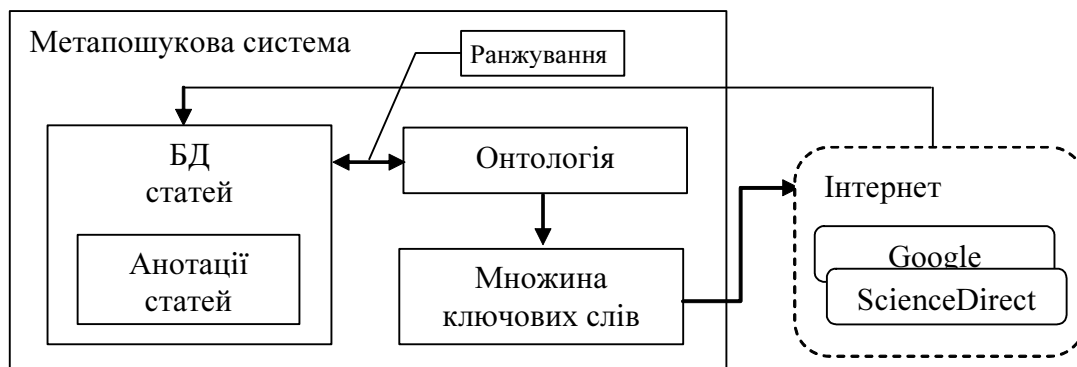 Метапошукова система
Ранжування
БД
статей
Онтологія
Інтернет
Анотації
статей
Множина
ключових слів
Google
ScienceDirect